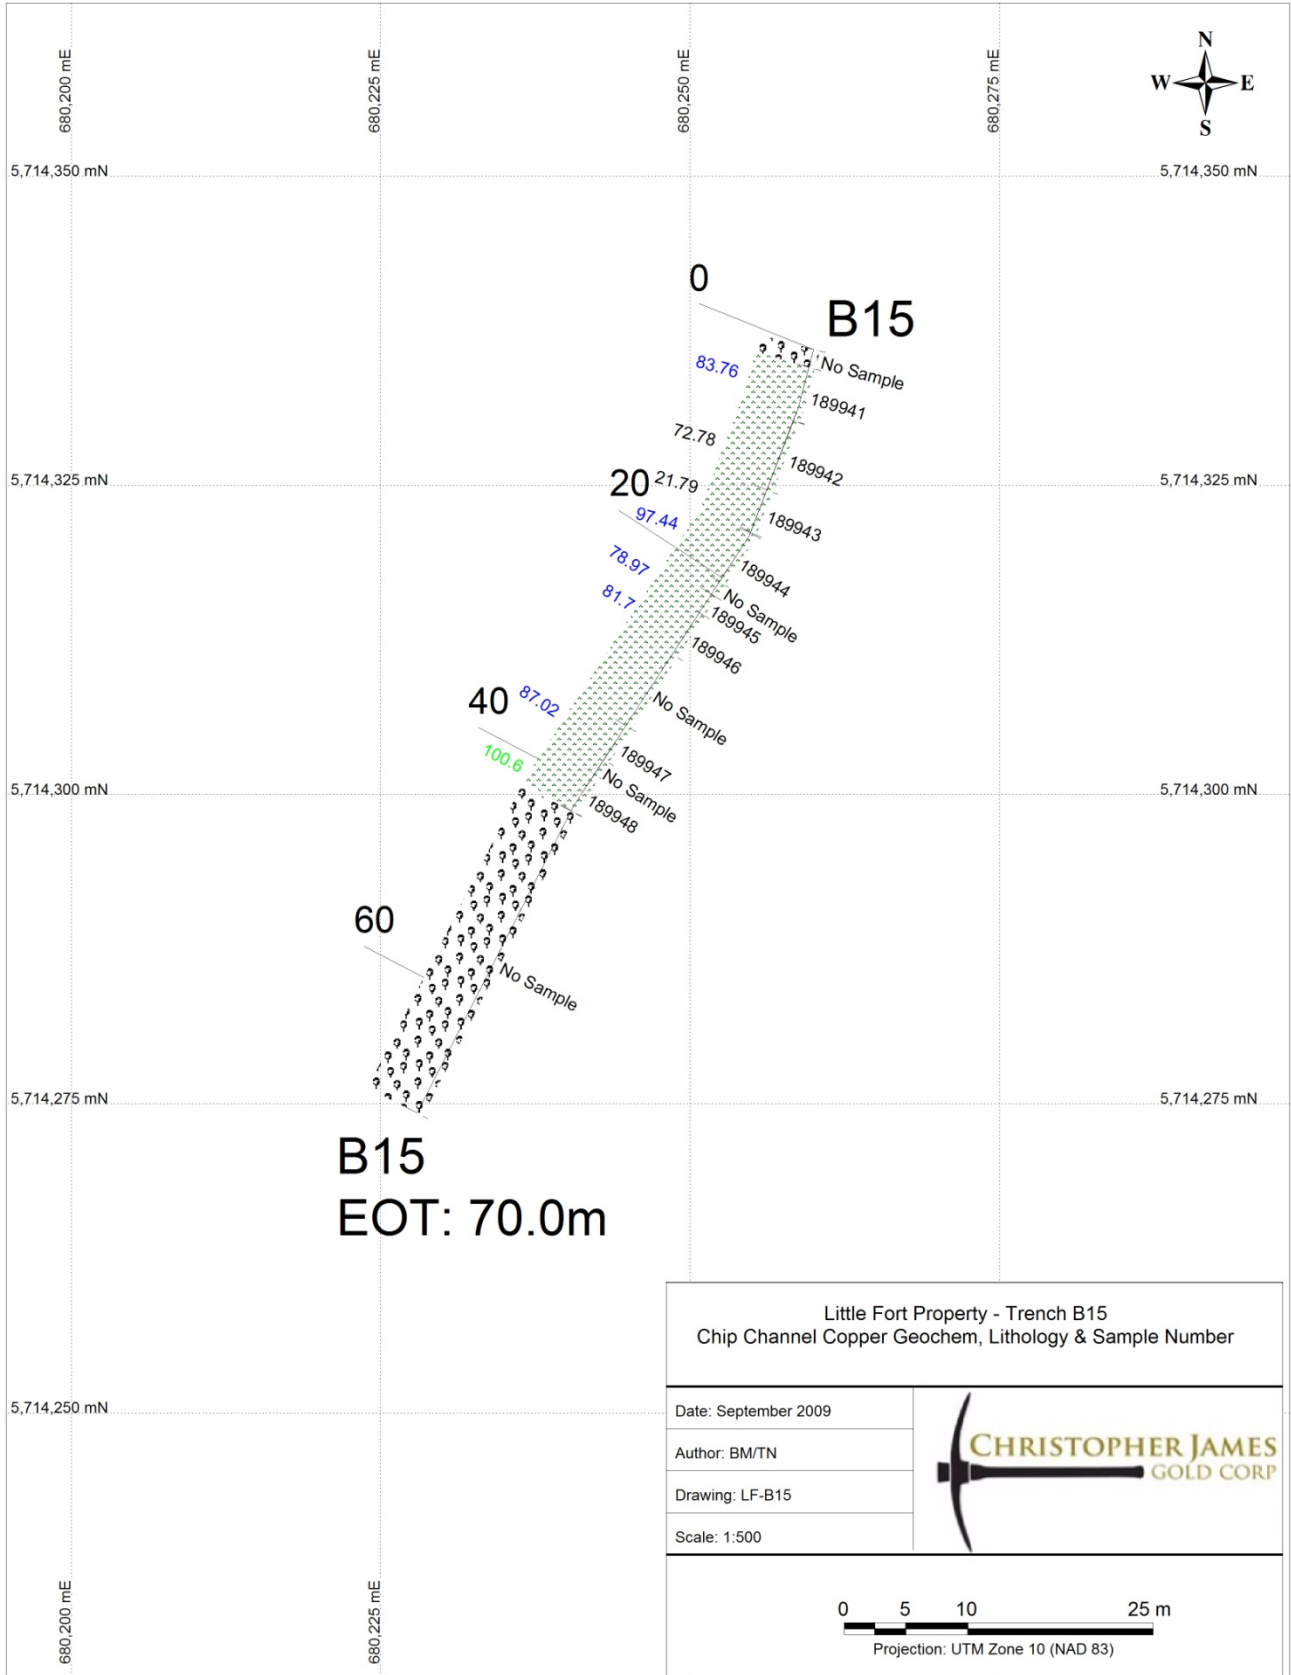 680,200 mE
680,225 mE
680,250 mE
680,275 mE
N
W E
S
5,714,350 mN
5,714,350 mN
0
B15
83.76
No Sample
189941
72.78
189942
5,714,325 mN
20
21.79
5,714,325 mN
97.44
189943
78.97
189944
81.7
No Sample
189945
189946
40
87.02
No Sample
100.6
189947
No Sample
5,714,300 mN
5,714,300 mN
189948
60
No Sample
5,714,275 mN
5,714,275 mN
B15
EOT: 70.0m
Little Fort Property - Trench B15
Chip Channel Copper Geochem, Lithology & Sample Number
5,714,250 mN
Date: September 2009
Author: BM/TN
Drawing: LF-B15
Scale: 1:500
CHRISTOPHER JAMES
GOLD CORP
680,200 mE
680,225 mE
0 5 10 25 m
Projection: UTM Zone 10 (NAD 83)